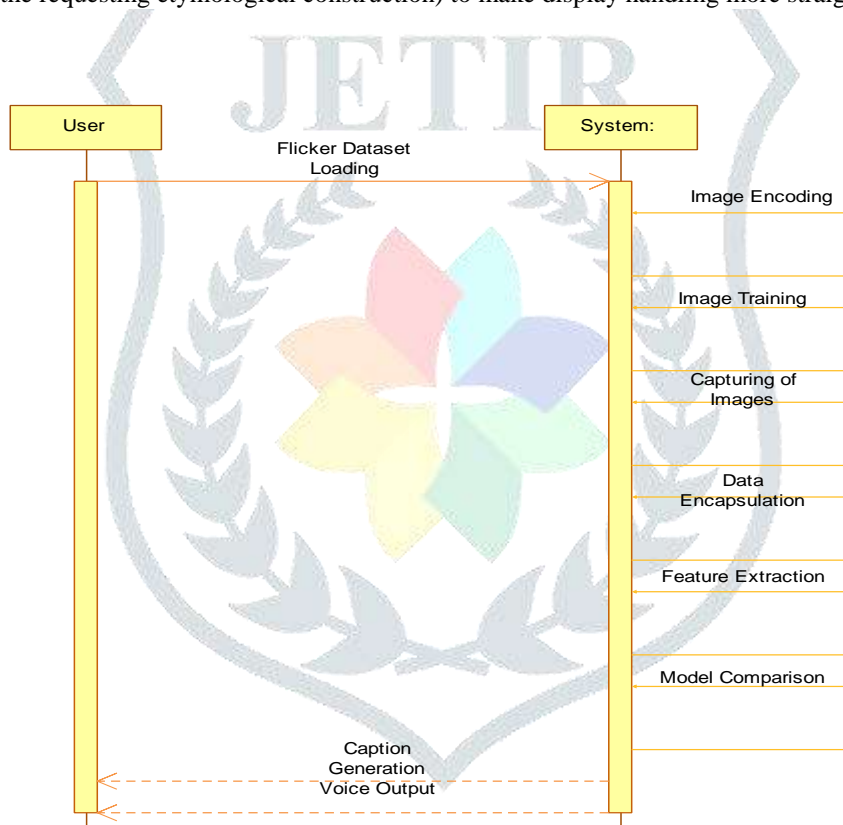 the requesting etymological construction) to make display handling more straig
JETIR
User
System:
Flicker Dataset
Loading
Image Encoding
Image Training
Capturing of
Images
Data
Encapsulation
Feature Extraction
Model Comparison
Caption
Generation
Voice Output